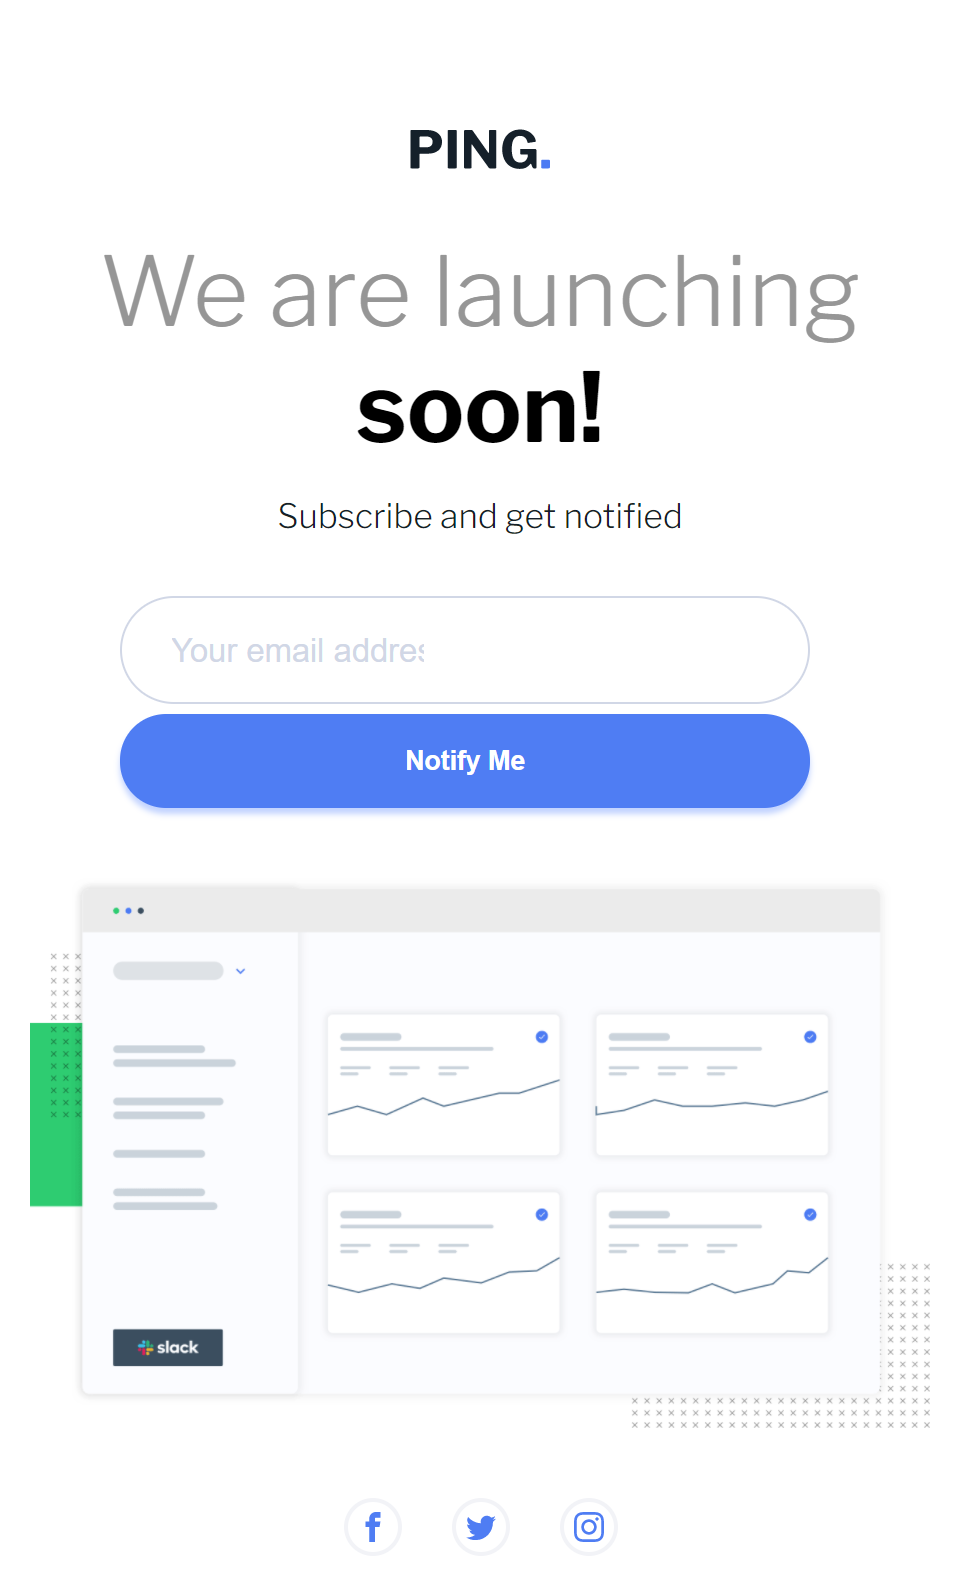 PING.
We are launching
soon!
Subscribe and get notified
Your email addres
Notify Me
slack